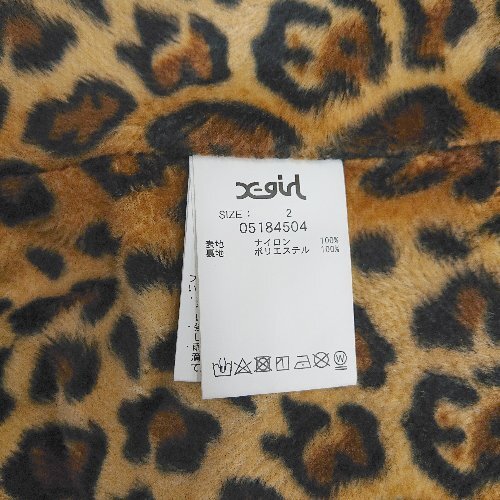 X-girl
SIZE : 2
05184504
表地 ナイロン 100%
裏地 ポリエステル 100%
W